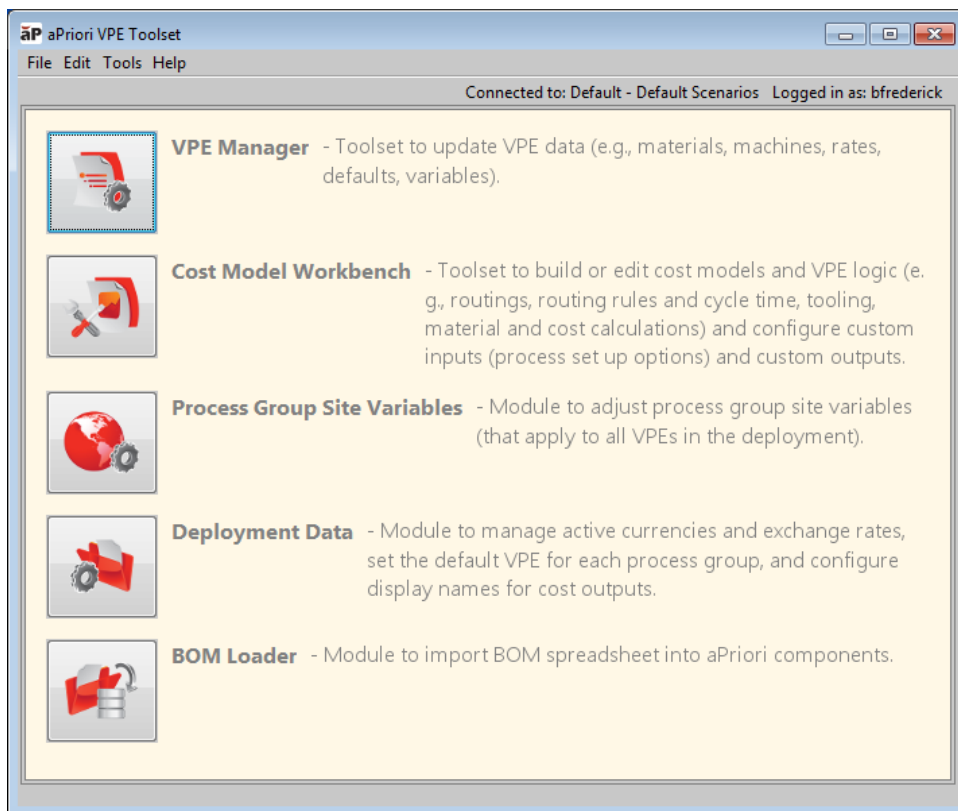 aP aPriori VPE Toolset
File Edit Tools Help
Connected to: Default - Default Scenarios Logged in as: bfrederick
VPE Manager - Toolset to update VPE data (e.g., materials, machines, rates,
defaults, variables).
Cost Model Workbench - Toolset to build or edit cost models and VPE logic (e.
g., routings, routing rules and cycle time, tooling,
material and cost calculations) and configure custom
inputs (process set up options) and custom outputs.
Process Group Site Variables - Module to adjust process group site variables
(that apply to all VPEs in the deployment).
Deployment Data - Module to manage active currencies and exchange rates,
set the default VPE for each process group, and configure
display names for cost outputs.
BOM Loader - Module to import BOM spreadsheet into aPriori components.